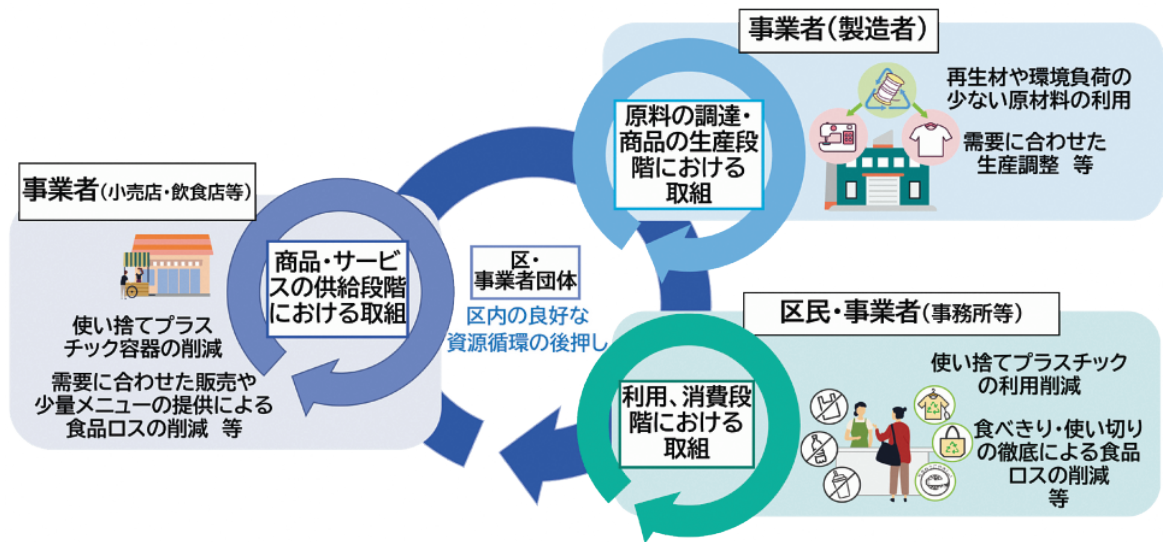 事業者(製造者)
再生材や環境負荷の
少ない原材料の利用
需要に合わせた
生産調整 等
原料の調達・
商品の生産段
階における
取組
事業者(小売店・飲食店等)
商品・サービ
スの供給段階
における取組
使い捨てプラス
チック容器の削減
需要に合わせた販売や
少量メニューの提供による
食品ロスの削減 等
区・
事業者団体
区内の良好な
資源循環の後押し
区民・事業者(事務所等)
利用、消費段
階における
取組
使い捨てプラスチック
の利用削減
食べきり・使い切り
の徹底による食品
ロスの削減
等